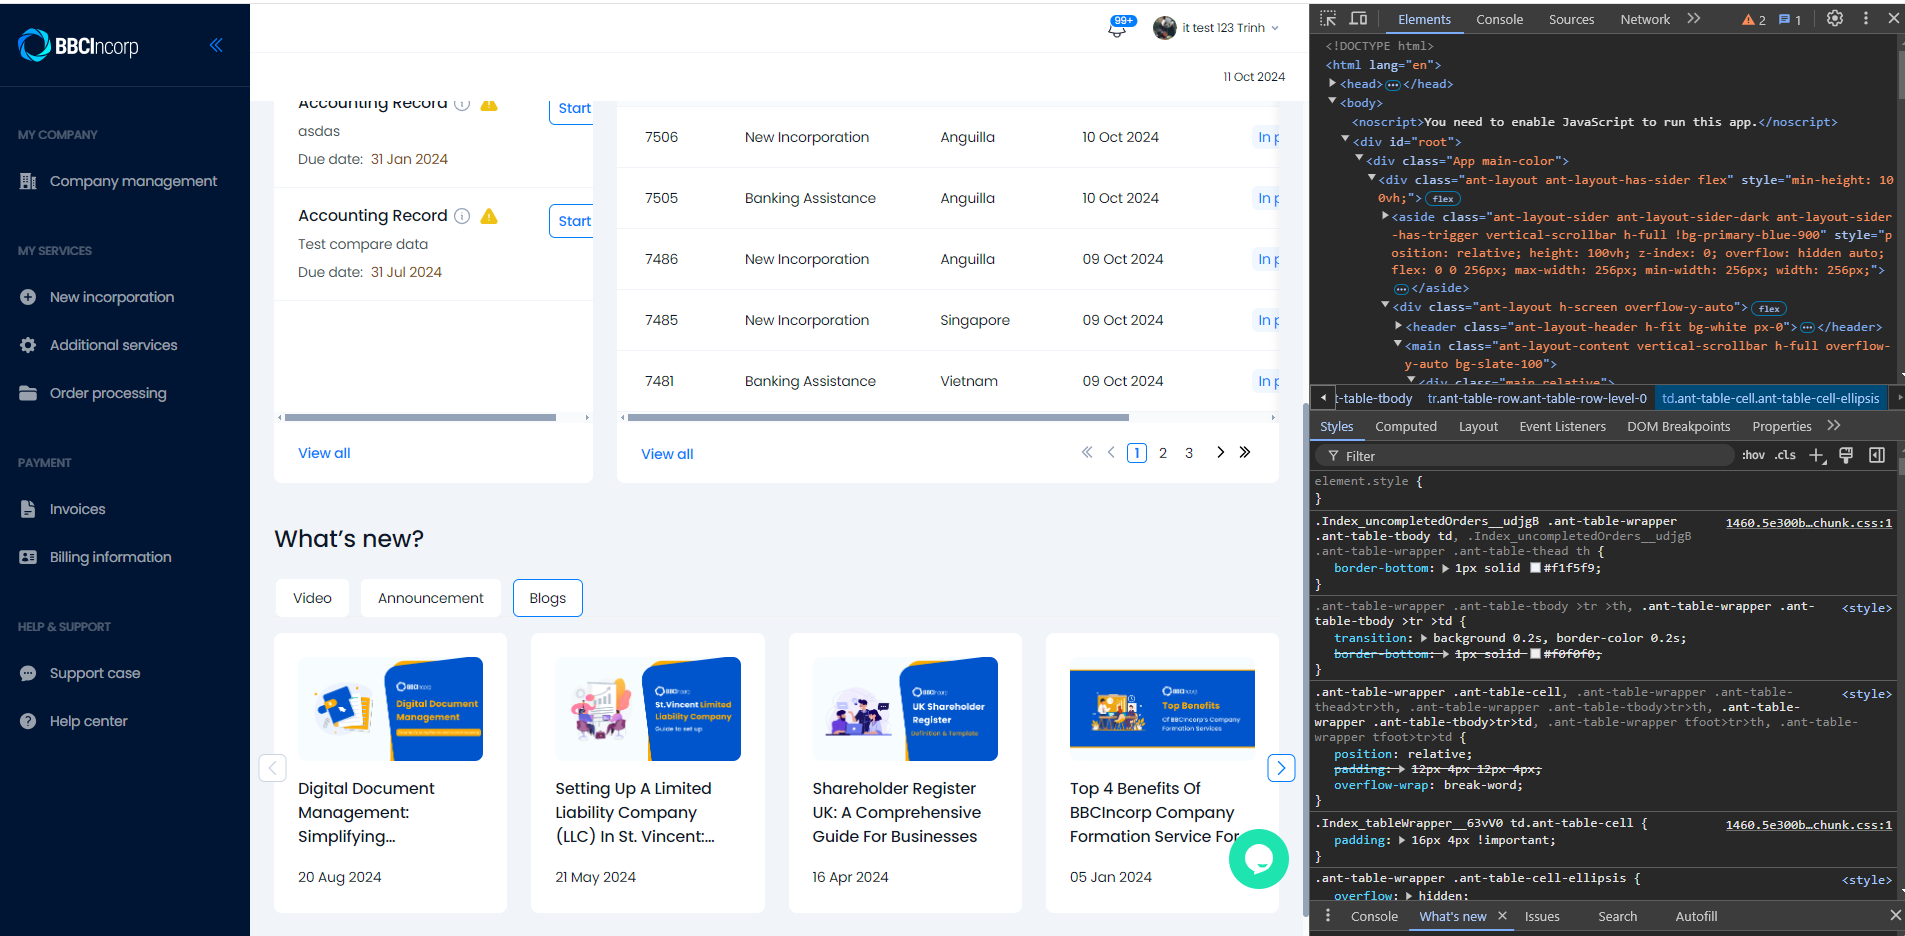 BBCIncorp
MY COMPANY
Company management
MY SERVICES
New incorporation
Additional services
Order processing
PAYMENT
Invoices
Billing information
HELP & SUPPORT
Support case
Help center
99+
it test 123 Trinh
11 Oct 2024
Accounting Record
Start
asdas
Due date: 31 Jan 2024
Accounting Record
Start
Test compare data
Due date: 31 Jul 2024
View all
7506 New Incorporation Anguilla 10 Oct 2024 In p
7505 Banking Assistance Anguilla 10 Oct 2024 In p
7486 New Incorporation Anguilla 09 Oct 2024 In p
7485 New Incorporation Singapore 09 Oct 2024 In p
7481 Banking Assistance Vietnam 09 Oct 2024 In p
View all
1 2 3
What's new?
Video Announcement Blogs
BBCIncorp
Digital Document
Management
Digital Document
Management:
Simplifying...
20 Aug 2024
BBCIncorp
St.Vincent Limited
Liability Company
Guide to set up
Setting Up A Limited
Liability Company
(LLC) In St. Vincent:...
21 May 2024
BBCIncorp
UK Shareholder
Register
Definition & Template
Shareholder Register
UK: A Comprehensive
Guide For Businesses
16 Apr 2024
BBCIncorp
Top Benefits
Of BBCIncorp's Company
Formation Services
Top 4 Benefits Of
BBCIncorp Company
Formation Service For
05 Jan 2024
Elements Console Sources Network 2 1
<!DOCTYPE html>
<html lang="en">
<head> ... </head>
<body>
<noscript>You need to enable JavaScript to run this app.</noscript>
<div id="root">
<div class="App main-color">
<div class="ant-layout ant-layout-has-sider flex" style="min-height: 10
0vh;"> flex
<aside class="ant-layout-sider ant-layout-sider-dark ant-layout-sider
-has-trigger vertical-scrollbar h-full !bg-primary-blue-900" style="p
osition: relative; height: 100vh; z-index: 0; overflow: hidden auto;
flex: 0 0 256px; max-width: 256px; min-width: 256px; width: 256px;">
... </aside>
<div class="ant-layout h-screen overflow-y-auto"> flex
<header class="ant-layout-header h-fit bg-white px-0"> ... </header>
<main class="ant-layout-content vertical-scrollbar h-full overflow-
y-auto bg-slate-100">
<div class="main relative">
t-table-tbody tr.ant-table-row.ant-table-row-level-0 td.ant-table-cell.ant-table-cell-ellipsis
Styles Computed Layout Event Listeners DOM Breakpoints Properties
Filter :hov .cls
element.style {
}
.Index_uncompletedOrders__udjgB .ant-table-wrapper 1460.5e300b…chunk.css:1
.ant-table-tbody td, .Index_uncompletedOrders__udjgB
.ant-table-wrapper .ant-table-thead th {
border-bottom: 1px solid #f1f5f9;
}
.ant-table-wrapper .ant-table-tbody >tr >th, .ant-table-wrapper .ant- <style>
table-tbody >tr >td {
transition: background 0.2s, border-color 0.2s;
border-bottom: 1px solid #f0f0f0;
}
.ant-table-wrapper .ant-table-cell, .ant-table-wrapper .ant-table- <style>
thead>tr>th, .ant-table-wrapper .ant-table-tbody>tr>th, .ant-table-
wrapper .ant-table-tbody>tr>td, .ant-table-wrapper tfoot>tr>th, .ant-table-
wrapper tfoot>tr>td {
position: relative;
padding: 12px 4px 12px 4px;
overflow-wrap: break-word;
}
.Index_tableWrapper__63vV0 td.ant-table-cell { 1460.5e300b…chunk.css:1
padding: 16px 4px !important;
}
.ant-table-wrapper .ant-table-cell-ellipsis { <style>
overflow: hidden;
Console What's new Issues Search Autofill